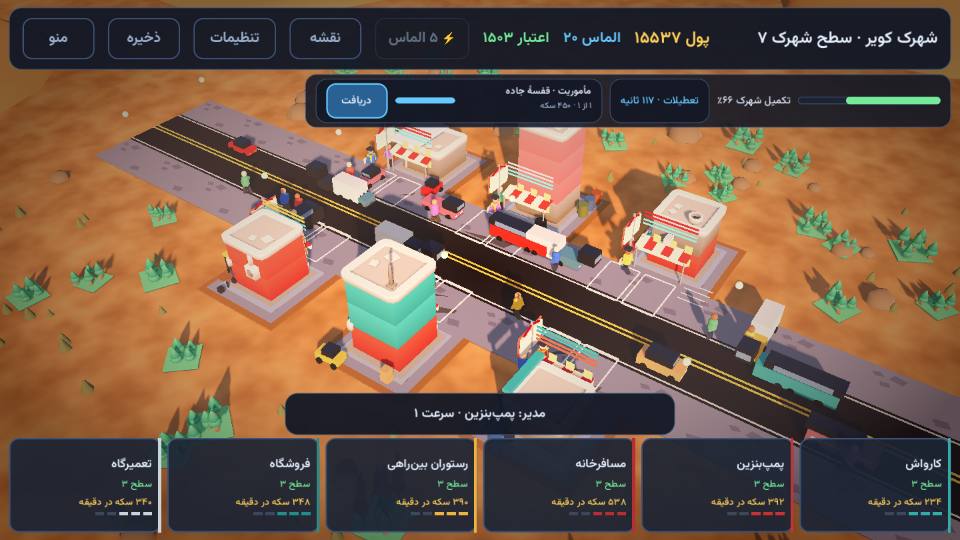 شهرک کویر · سطح شهرک ۷
پول ۱۵۵۳۷
الماس ۲۰
اعتبار ۱۵۰۳
⚡ ۵ الماس
نقشه
تنظیمات
ذخیره
منو
تکمیل شهرک ۶۶٪
تعطیلات · ۱۱۷ ثانیه
مأموریت · قفسهٔ جاده
۱ از ۱ · ۴۵۰ سکه
دریافت
مدیر: پمپ‌بنزین · سرعت ۱
کارواش
سطح ۳
۲۳۴ سکه در دقیقه
پمپ‌بنزین
سطح ۳
۳۹۲ سکه در دقیقه
مسافرخانه
سطح ۳
۵۳۸ سکه در دقیقه
رستوران بین‌راهی
سطح ۳
۳۹۰ سکه در دقیقه
فروشگاه
سطح ۳
۳۴۸ سکه در دقیقه
تعمیرگاه
سطح ۳
۳۴۰ سکه در دقیقه